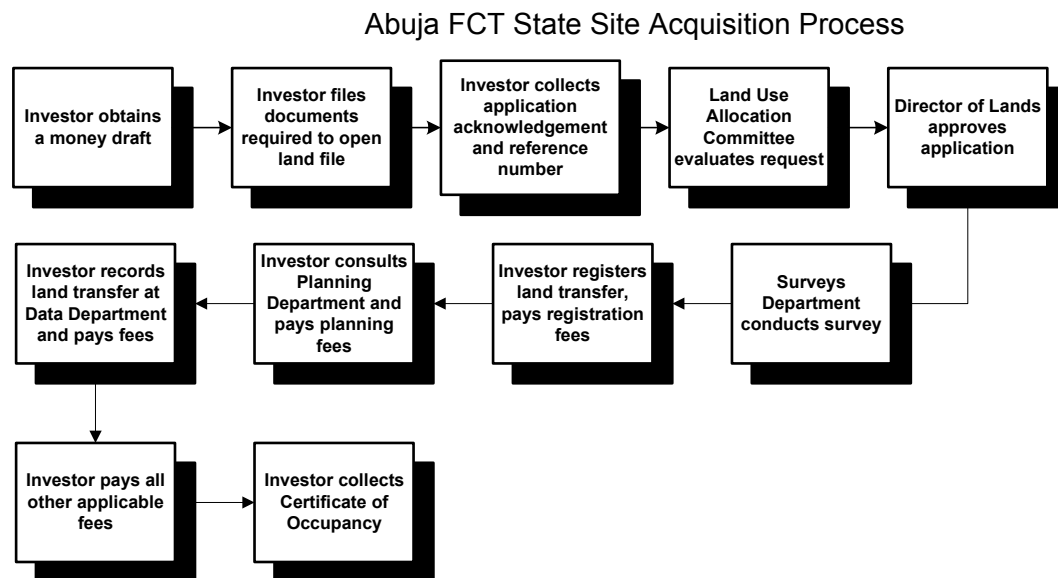 Abuja FCT State Site Acquisition Process
Investor obtains
a money draft
Investor files
documents
required to open
land file
Investor collects
application
acknowledgement
and reference
number
Land Use
Allocation
Committee
evaluates request
Director of Lands
approves
application
Surveys
Department
conducts survey
Investor registers
land transfer,
pays registration
fees
Investor consults
Planning
Department and
pays planning
fees
Investor records
land transfer at
Data Department
and pays fees
Investor pays all
other applicable
fees
Investor collects
Certificate of
Occupancy